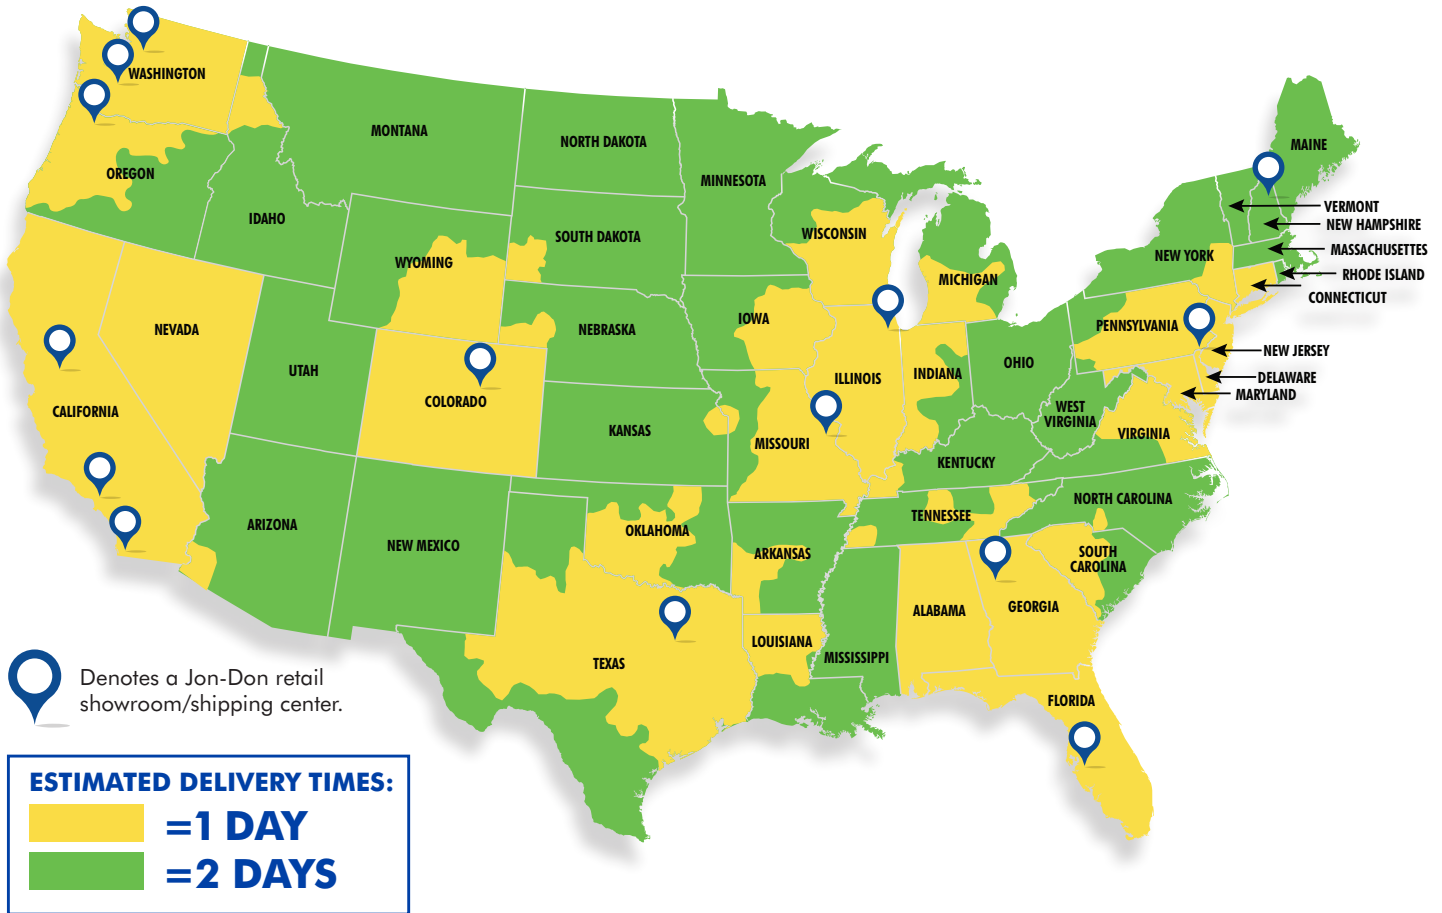 WASHINGTON
MONTANA
NORTH DAKOTA
MINNESOTA
MAINE
OREGON
IDAHO
WYOMING
SOUTH DAKOTA
WISCONSIN
MICHIGAN
NEW YORK
VERMONT
NEW HAMPSHIRE
MASSACHUSETTES
RHODE ISLAND
CONNECTICUT
NEVADA
NEBRASKA
IOWA
PENNSYLVANIA
NEW JERSEY
DELAWARE
MARYLAND
CALIFORNIA
UTAH
COLORADO
KANSAS
ILLINOIS
INDIANA
OHIO
WEST
VIRGINIA
VIRGINIA
MISSOURI
KENTUCKY
ARIZONA
NEW MEXICO
OKLAHOMA
ARKANSAS
TENNESSEE
NORTH CAROLINA
SOUTH
CAROLINA
TEXAS
LOUISIANA
MISSISSIPPI
ALABAMA
GEORGIA
FLORIDA
Denotes a Jon-Don retail
showroom/shipping center.
ESTIMATED DELIVERY TIMES:
=1 DAY
=2 DAYS